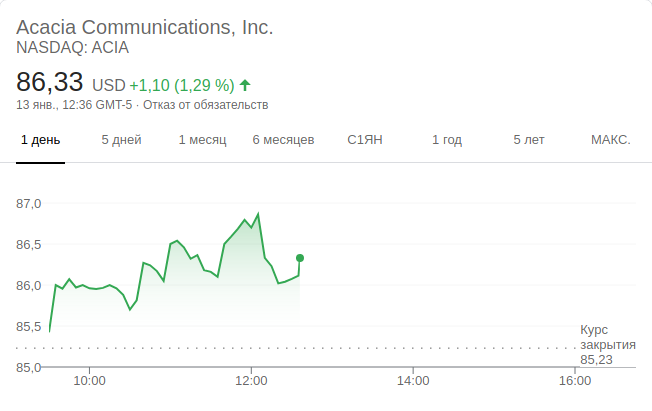 Acacia Communications, Inc.
NASDAQ: ACIA
86,33 USD +1,10 (1,29 %)
13 янв., 12:36 GMT-5 · Отказ от обязательств
1 день 5 дней 1 месяц 6 месяцев С1ЯН 1 год 5 лет МАКС.
87,0
86,5
86,0
85,5
Курс
закрытия
85,23
85,0
10:00 12:00 14:00 16:00